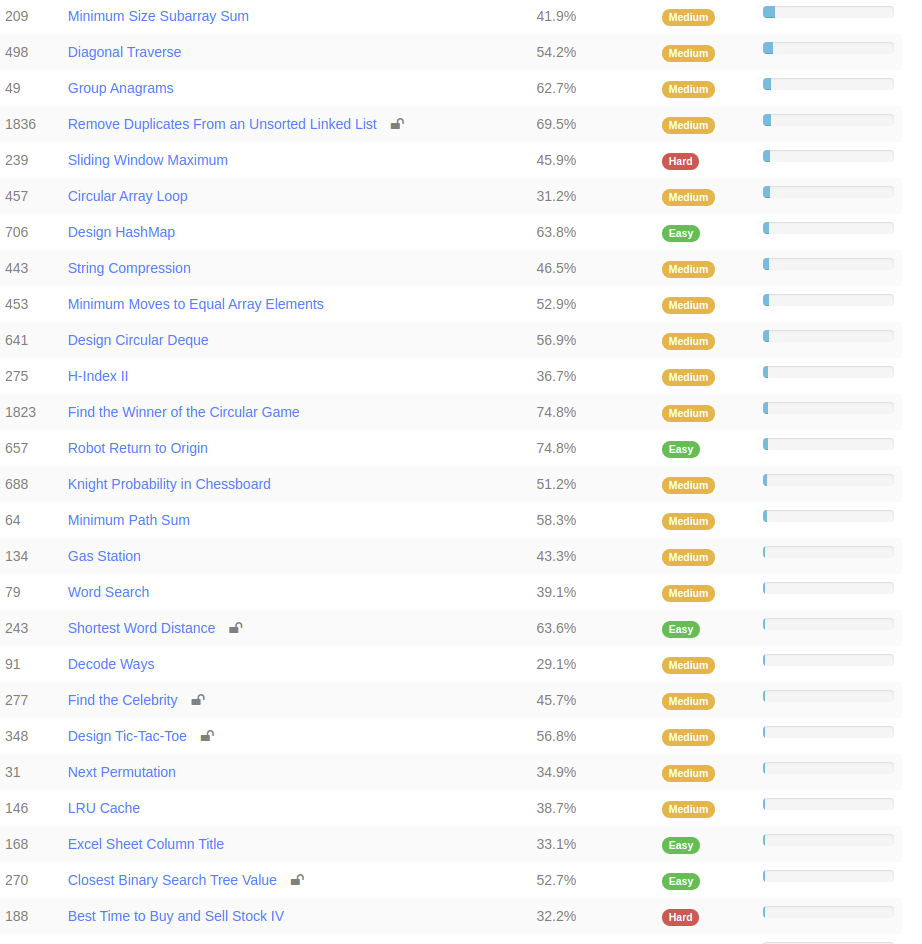 209 Minimum Size Subarray Sum 41.9% Medium
498 Diagonal Traverse 54.2% Medium
49 Group Anagrams 62.7% Medium
1836 Remove Duplicates From an Unsorted Linked List 69.5% Medium
239 Sliding Window Maximum 45.9% Hard
457 Circular Array Loop 31.2% Medium
706 Design HashMap 63.8% Easy
443 String Compression 46.5% Medium
453 Minimum Moves to Equal Array Elements 52.9% Medium
641 Design Circular Deque 56.9% Medium
275 H-Index II 36.7% Medium
1823 Find the Winner of the Circular Game 74.8% Medium
657 Robot Return to Origin 74.8% Easy
688 Knight Probability in Chessboard 51.2% Medium
64 Minimum Path Sum 58.3% Medium
134 Gas Station 43.3% Medium
79 Word Search 39.1% Medium
243 Shortest Word Distance 63.6% Easy
91 Decode Ways 29.1% Medium
277 Find the Celebrity 45.7% Medium
348 Design Tic-Tac-Toe 56.8% Medium
31 Next Permutation 34.9% Medium
146 LRU Cache 38.7% Medium
168 Excel Sheet Column Title 33.1% Easy
270 Closest Binary Search Tree Value 52.7% Easy
188 Best Time to Buy and Sell Stock IV 32.2% Hard